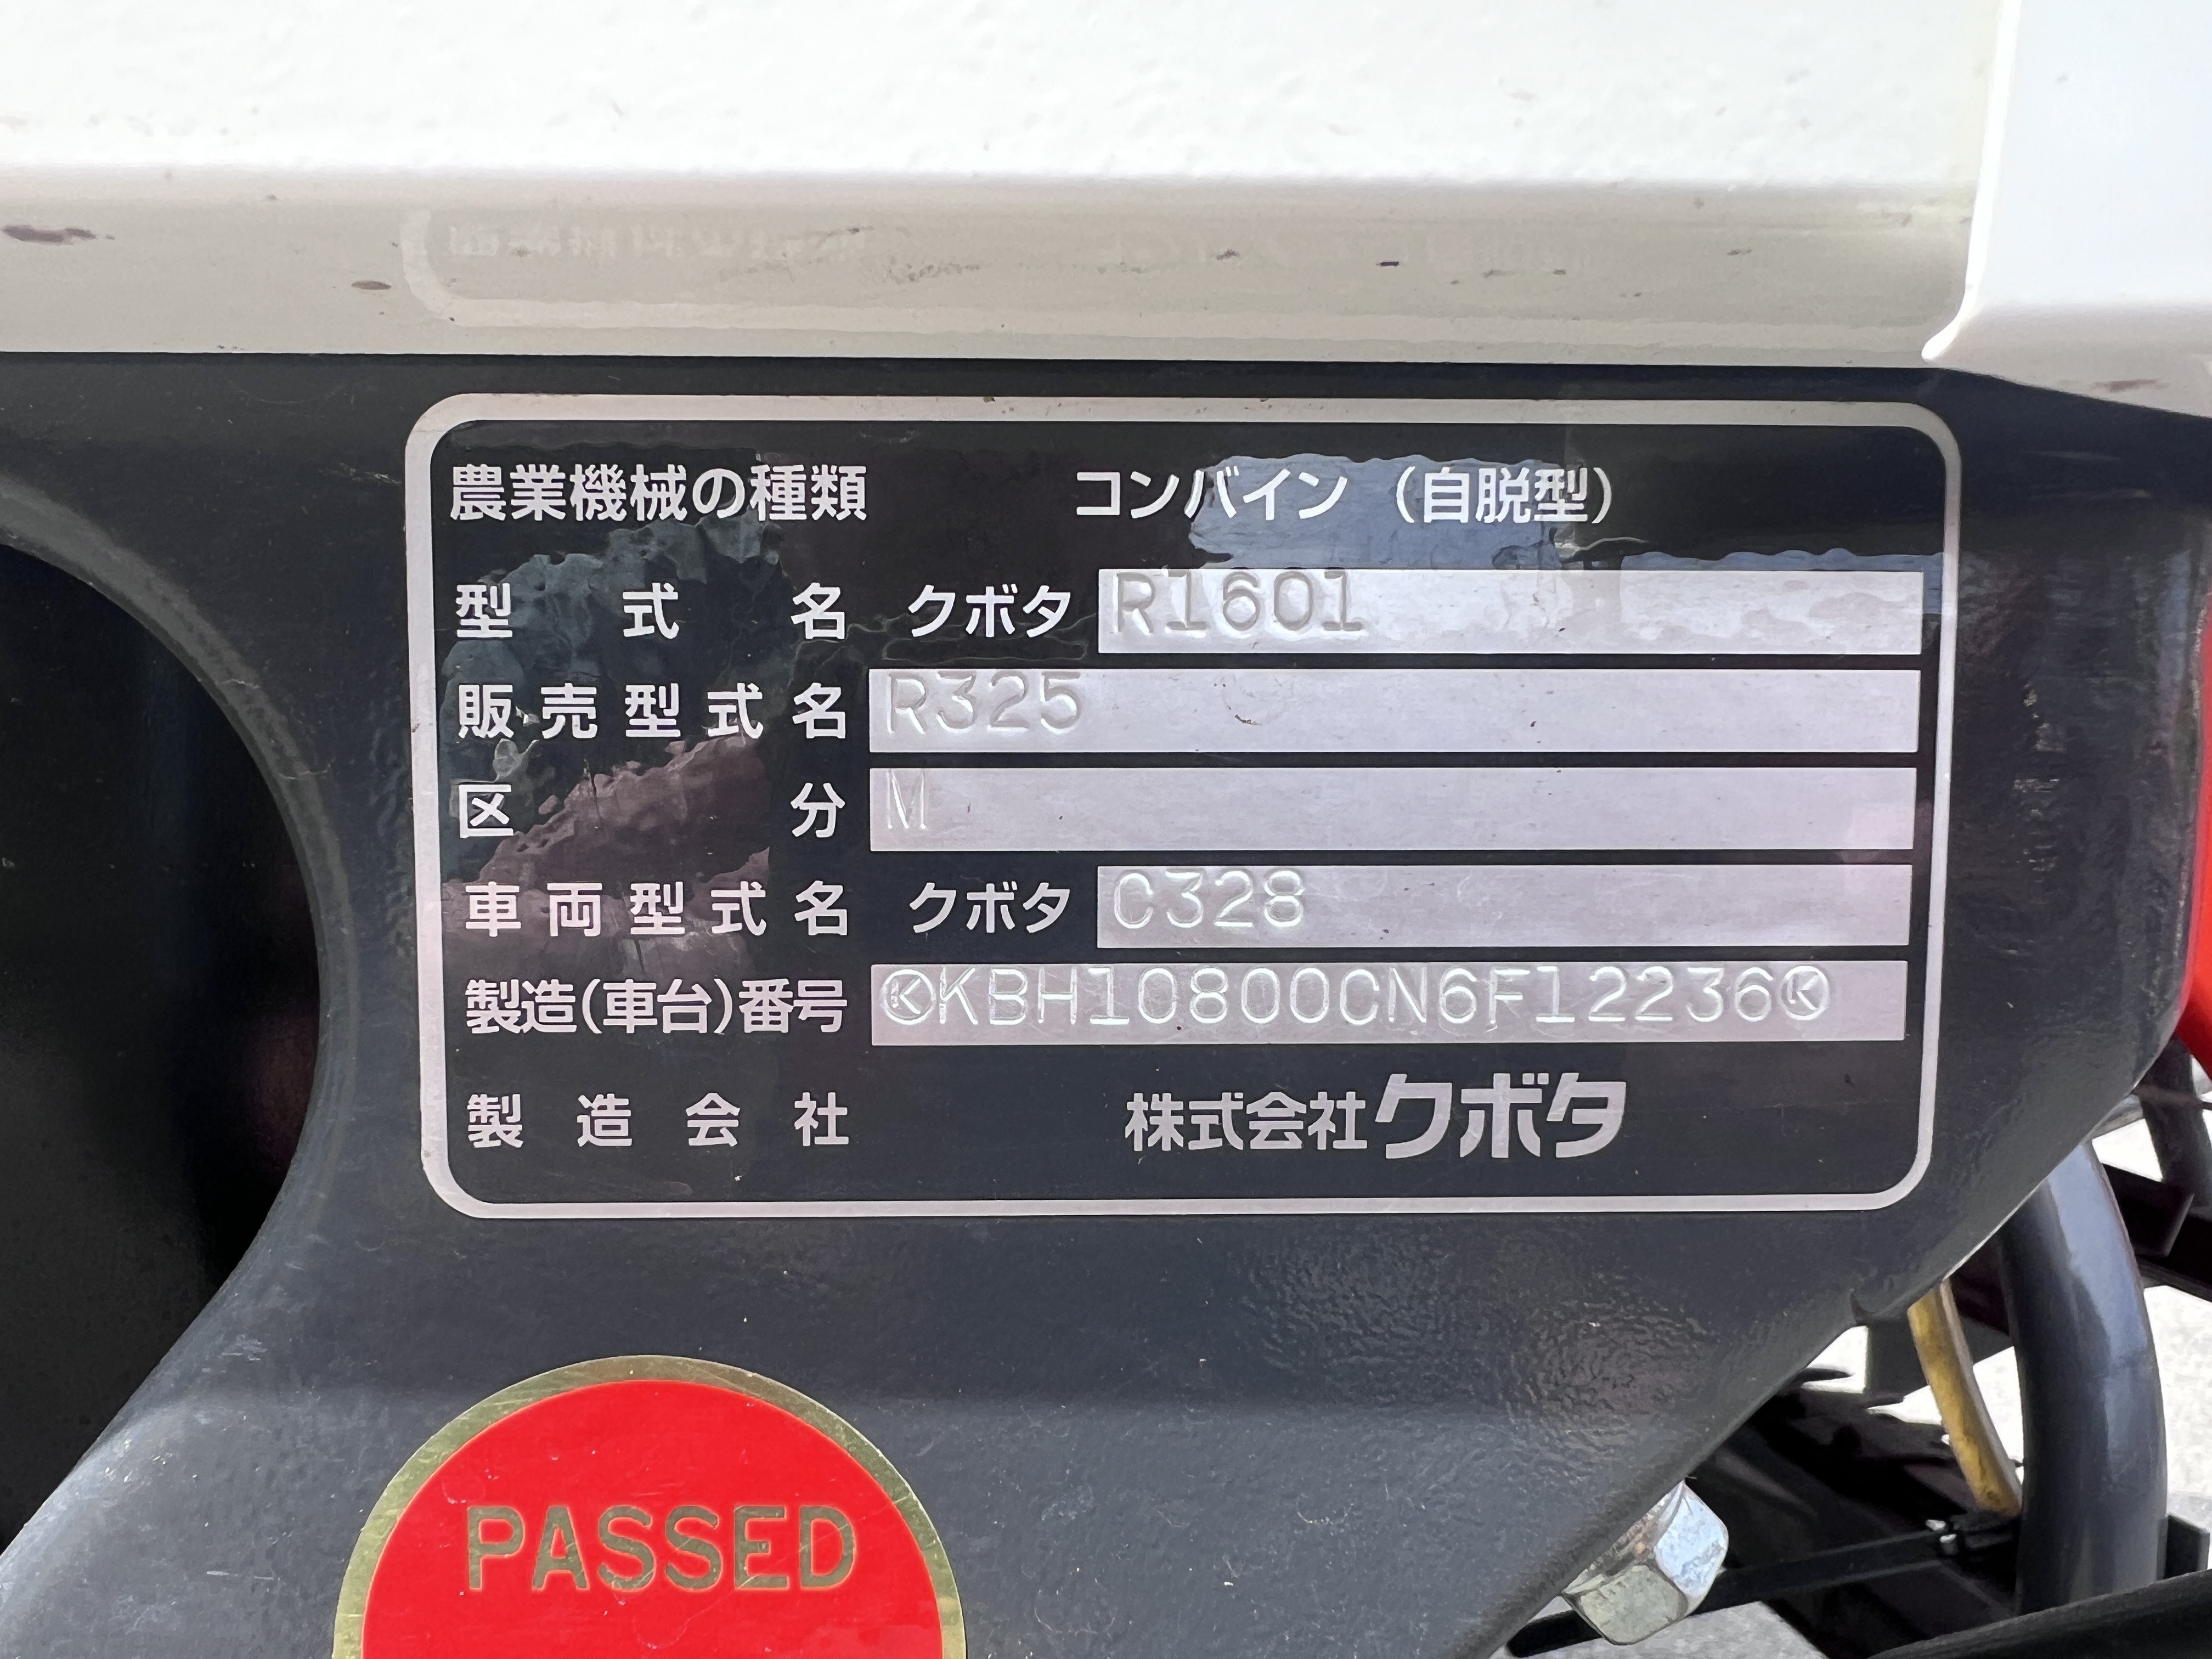 農業機械の種類 コンバイン（自脱型）
型式名 クボタ R1601
販売型式名 R325
区分 M
車両型式名 クボタ C328
製造(車台)番号 ⓀKBH10800CN6F12236Ⓚ
製造会社 株式会社クボタ
PASSED